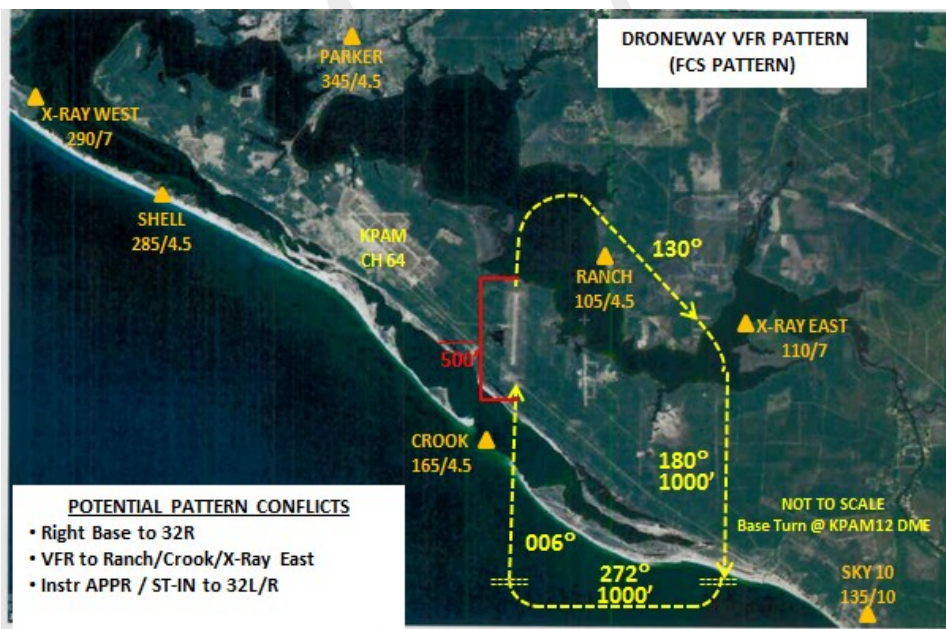 DRONEWAY VFR PATTERN
(FCS PATTERN)
PARKER
345/4.5
X-RAY WEST
290/7
SHELL
285/4.5
KPAM
CH 64
130°
RANCH
105/4.5
X-RAY EAST
110/7
500'
CROOK
165/4.5
180°
1000'
NOT TO SCALE
Base Turn @ KPAM12 DME
006°
272°
1000'
SKY 10
135/10
POTENTIAL PATTERN CONFLICTS
• Right Base to 32R
• VFR to Ranch/Crook/X-Ray East
• Instr APPR / ST-IN to 32L/R